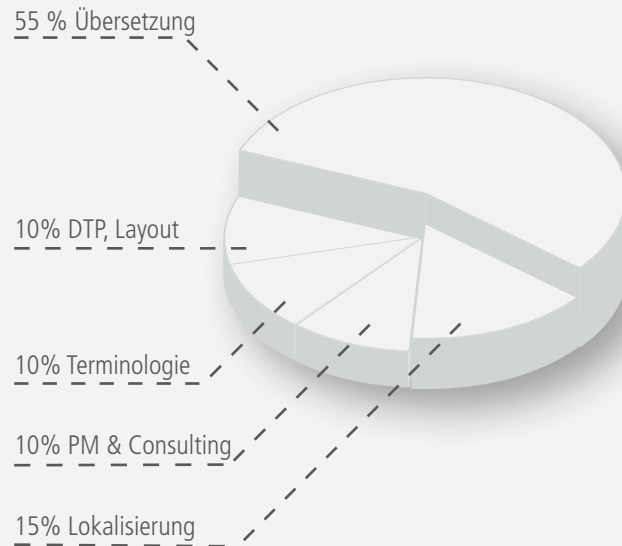 55 % Übersetzung
10% DTP, Layout
10% Terminologie
10% PM & Consulting
15% Lokalisierung